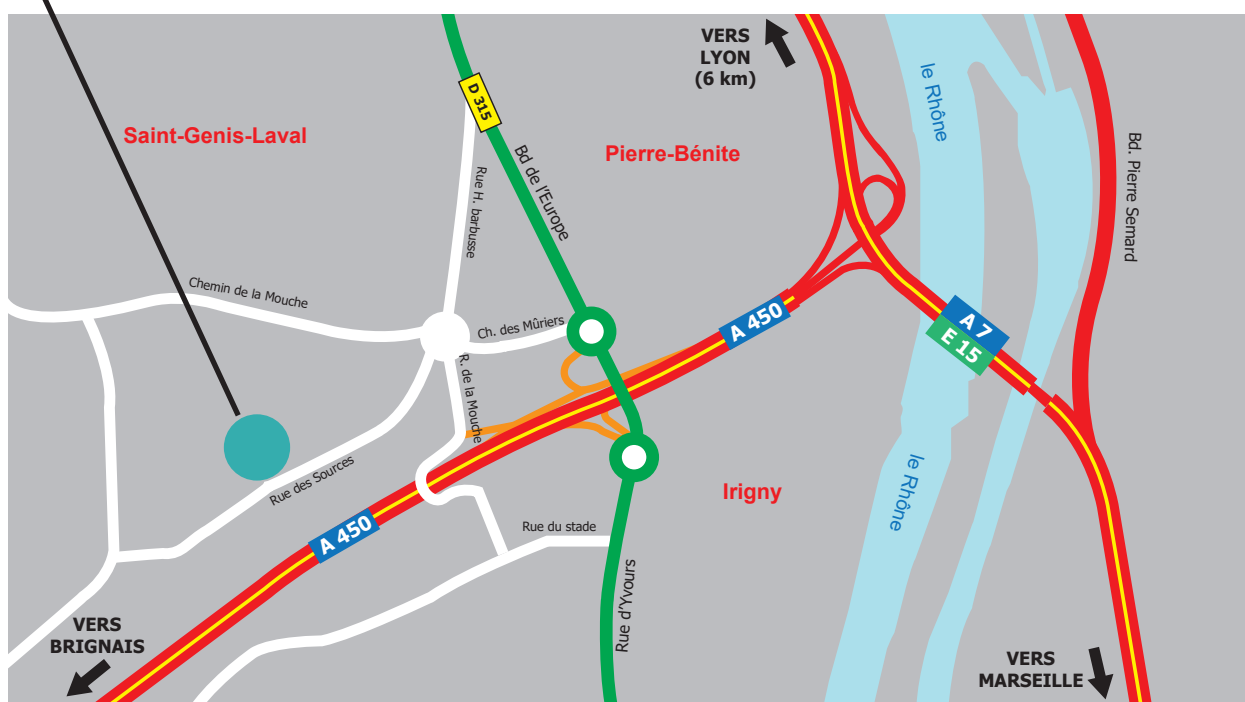 VERS
LYON
(6 km)
le Rhône
D 315
Saint-Genis-Laval
Pierre-Bénite
Bd de l'Europe
Bd. Pierre Semard
Rue H. barbusse
Chemin de la Mouche
Ch. des Mûriers
A 450
A 7
E 15
R. de la Mouche
Rue des Sources
le Rhône
Irigny
A 450
Rue du stade
Rue d'Yvours
VERS
BRIGNAIS
VERS
MARSEILLE